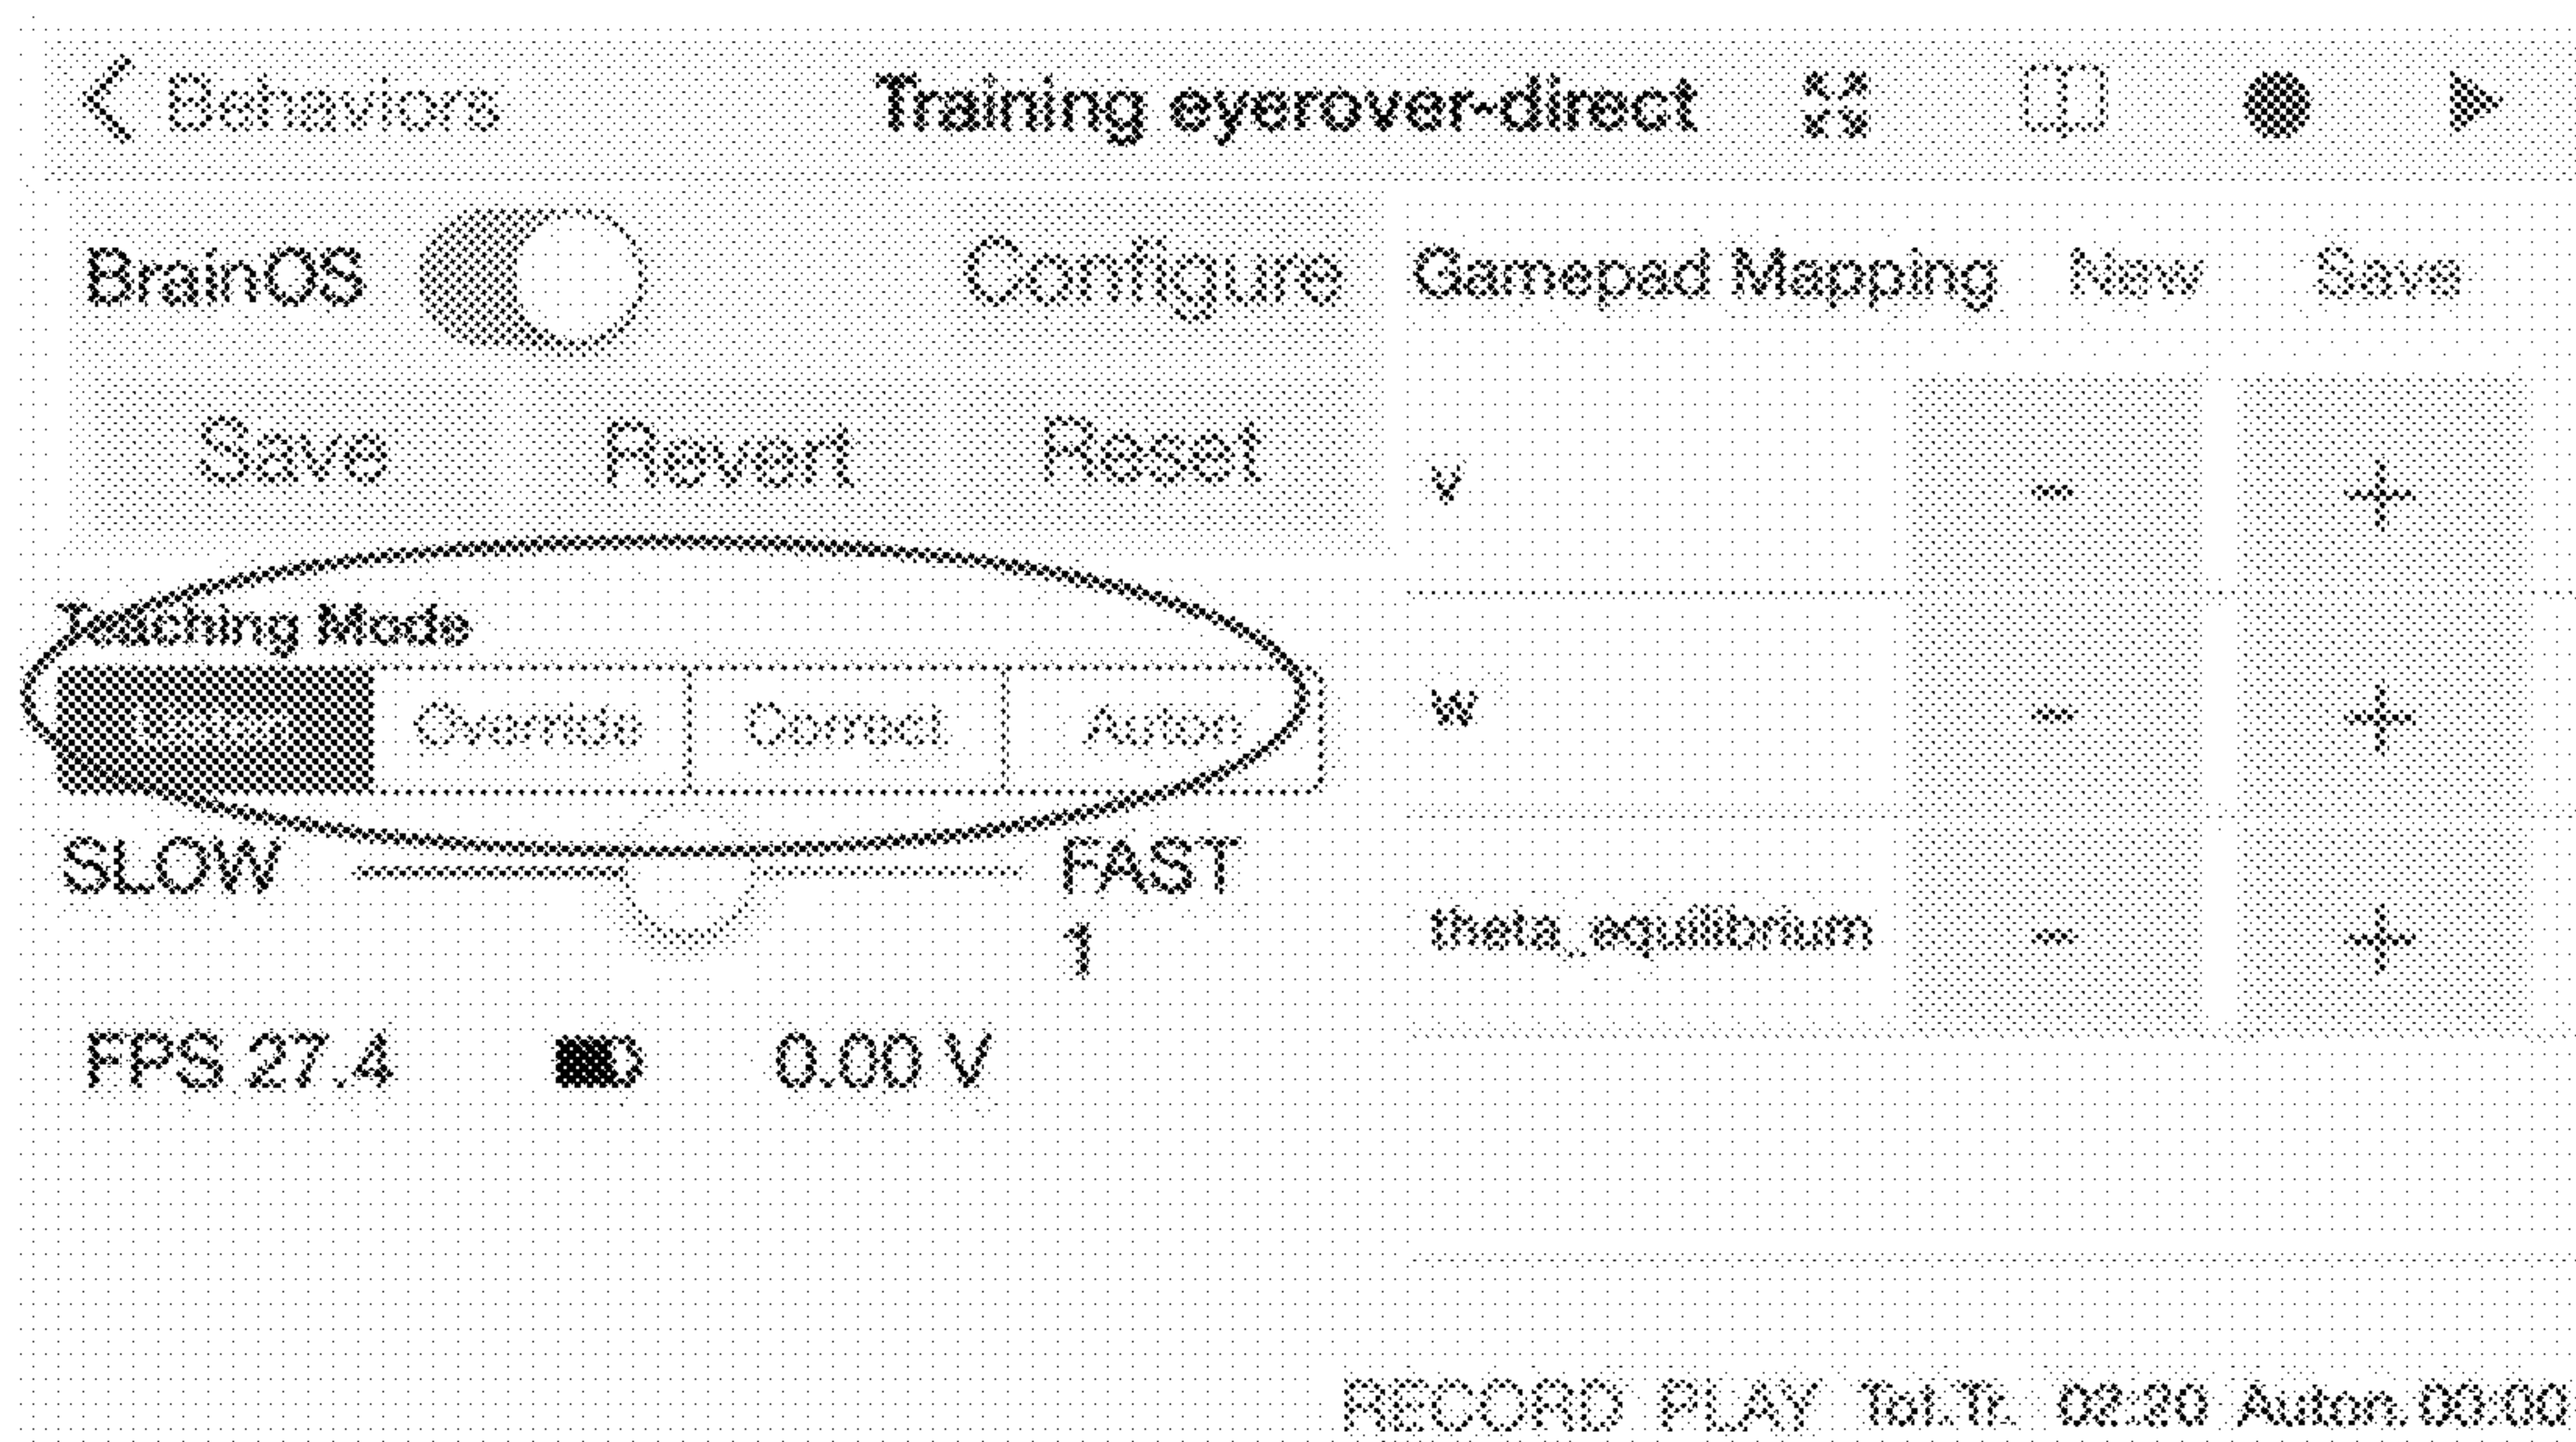 Behaviors Training eyerover-direct
BrainOS Configure
Save Revert Reset
Teaching Mode
Override Correct Auton
SLOW FAST
1
FPS 27.4 0.00 V
Gamepad Mapping New Save
v - +
w - +
theta_equilibrium - +
RECORD PLAY Tot. Tr. 02:20 Auton. 00:00